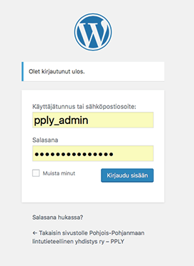 Olet kirjautunut ulos.
Käyttäjätunnus tai sähköpostiosoite:
pply_admin
Salasana
●●●●●●●●●●●●●●●
Muista minut
Kirjaudu sisään
Salasana hukassa?
← Takaisin sivustolle Pohjois-Pohjanmaan
lintutieteellinen yhdistys ry – PPLY